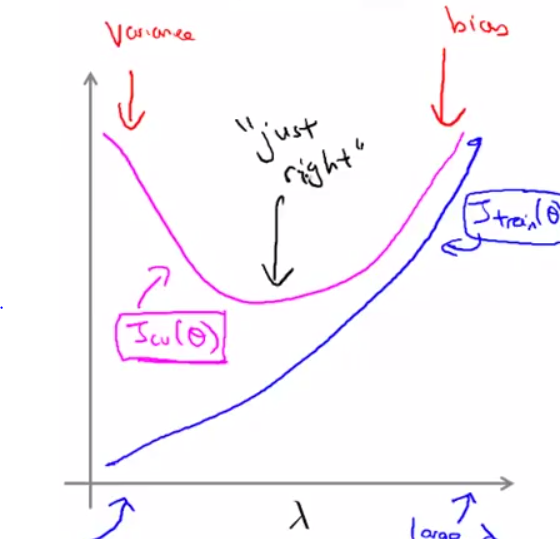 Variance
bias
"just
right"
Jtrain(θ
Jcv(θ)
λ
large λ